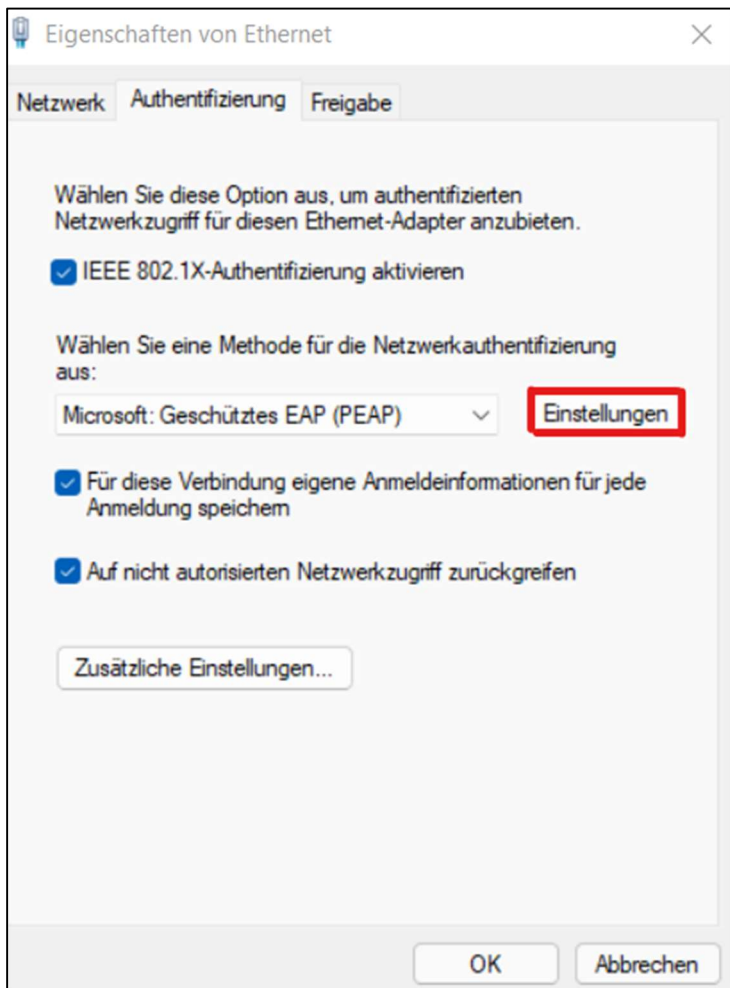 Eigenschaften von Ethernet
Netzwerk Authentifizierung Freigabe
Wählen Sie diese Option aus, um authentifizierten
Netzwerkzugriff für diesen Ethernet-Adapter anzubieten.
IEEE 802.1X-Authentifizierung aktivieren
Wählen Sie eine Methode für die Netzwerkauthentifizierung
aus:
Microsoft: Geschütztes EAP (PEAP) Einstellungen
Für diese Verbindung eigene Anmeldeinformationen für jede
Anmeldung speichern
Auf nicht autorisierten Netzwerkzugriff zurückgreifen
Zusätzliche Einstellungen...
OK Abbrechen